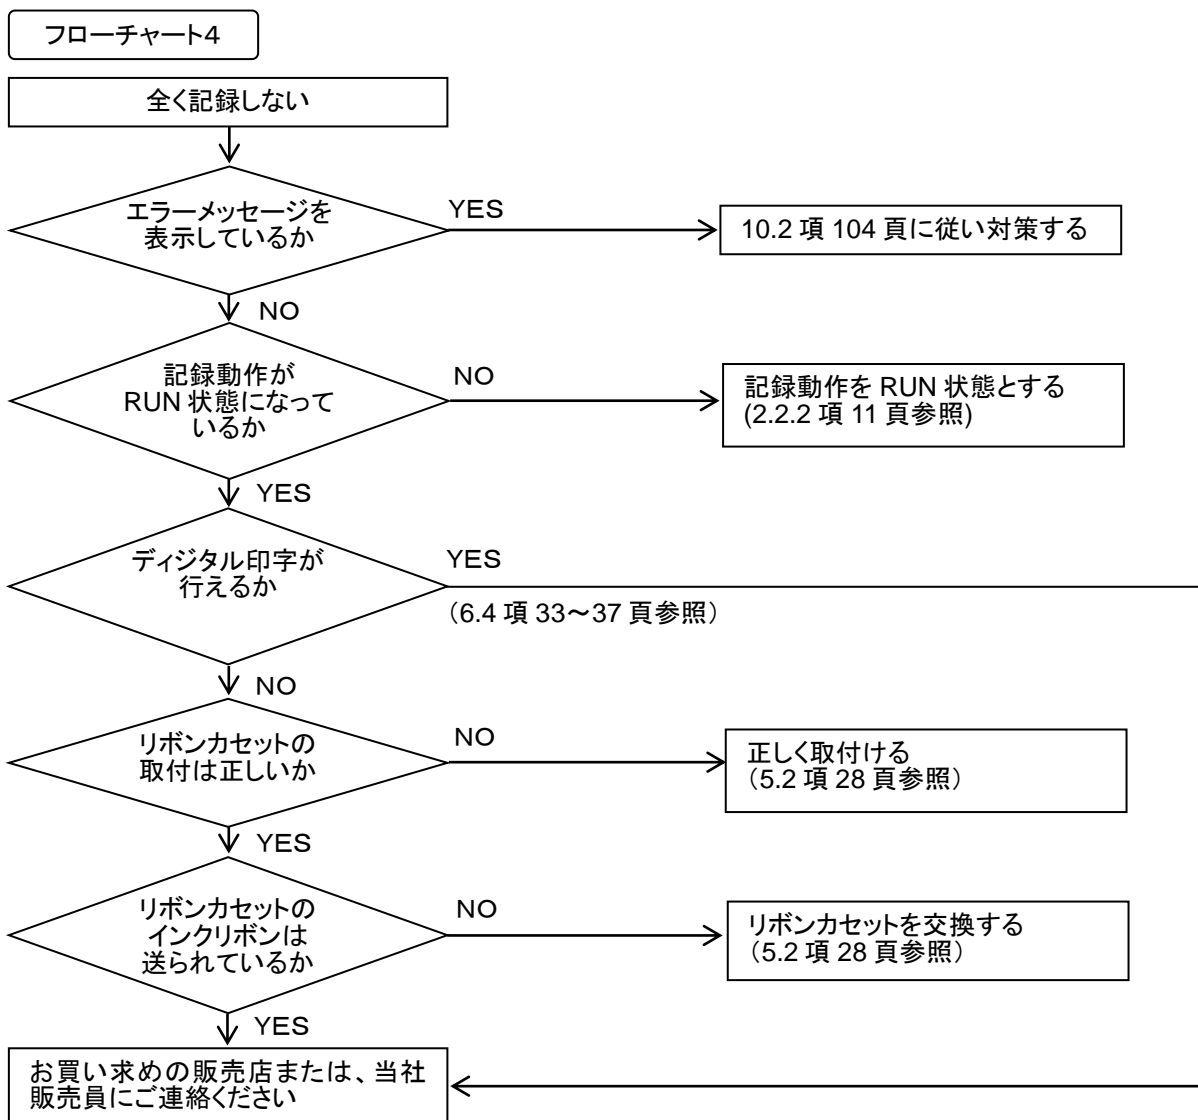 フローチャート4
全く記録しない
エラーメッセージを
表示しているか
YES
10.2 項 104 頁に従い対策する
NO
記録動作が
RUN 状態になって
いるか
NO
記録動作を RUN 状態とする
(2.2.2 項 11 頁参照)
YES
ディジタル印字が
行えるか
YES
（6.4 項 33～37 頁参照）
NO
リボンカセットの
取付は正しいか
NO
正しく取付ける
（5.2 項 28 頁参照）
YES
リボンカセットの
インクリボンは
送られているか
NO
リボンカセットを交換する
（5.2 項 28 頁参照）
YES
お買い求めの販売店または、当社
販売員にご連絡ください